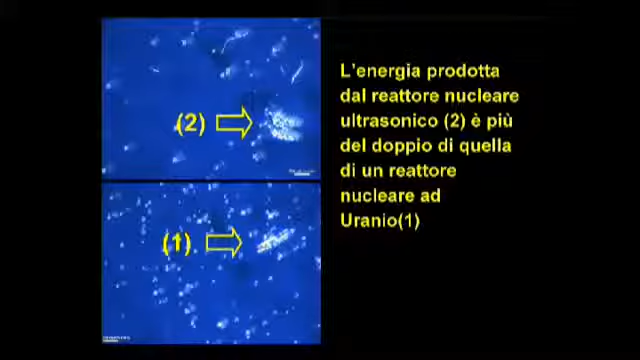 L'energia prodotta
dal reattore nucleare
ultrasonico (2) è più
del doppio di quella
di un reattore
nucleare ad
Uranio(1)
(2)
(1).